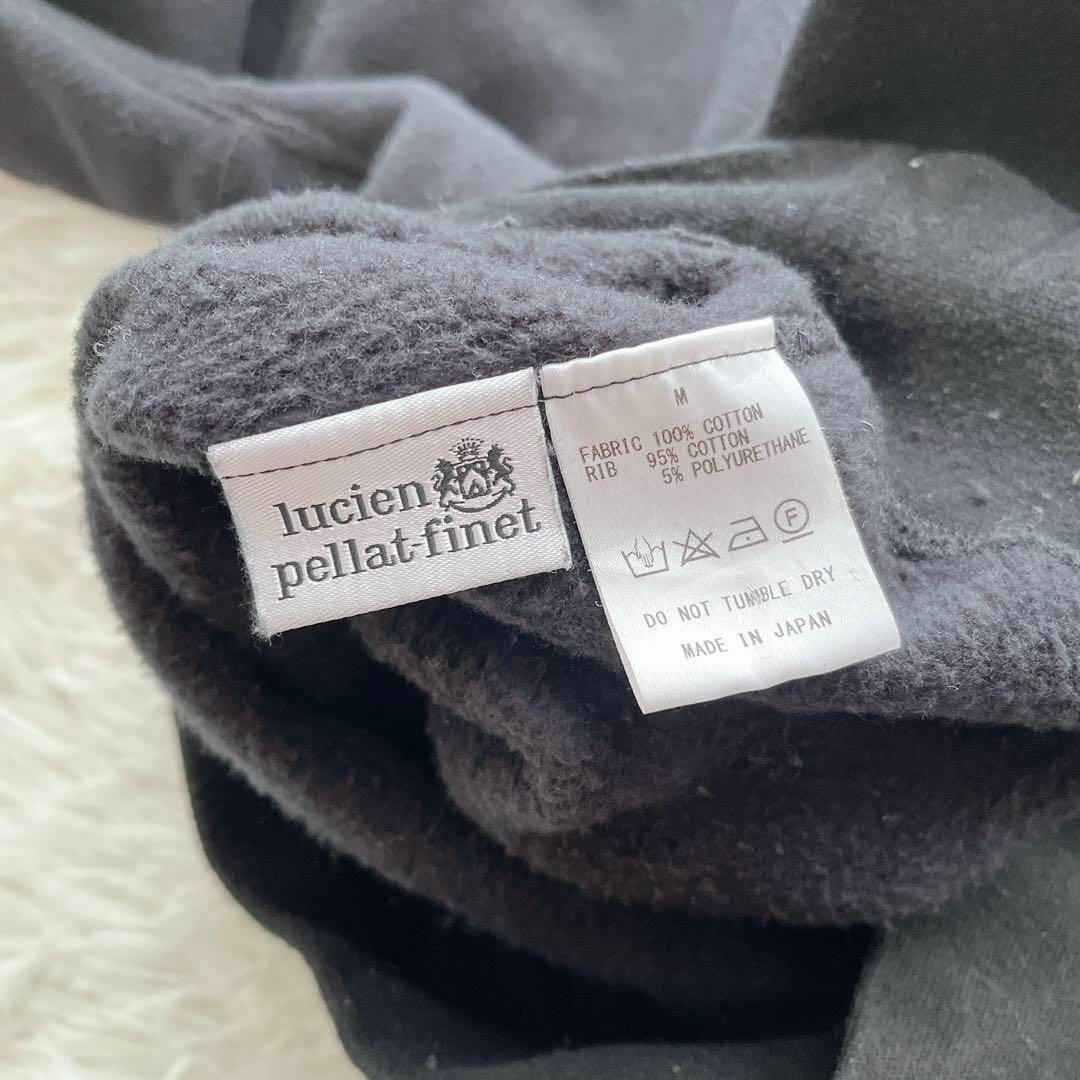 lucien
pellat-finet
M
FABRIC 100% COTTON
RIB 95% COTTON
5% POLYURETHANE
F
DO NOT TUMBLE DRY
MADE IN JAPAN